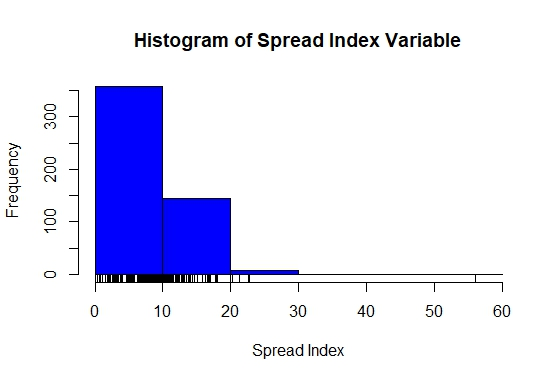 Histogram of Spread Index Variable
Frequency
300
200
100
0
0 10 20 30 40 50 60
Spread Index